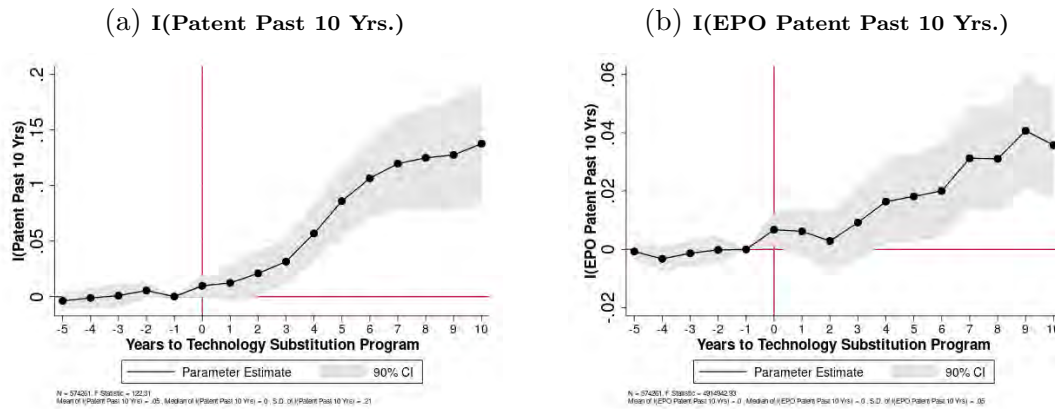 (a) I(Patent Past 10 Yrs.)
I(Patent Past 10 Yrs)
.2
.15
.1
.05
0
-5 -4 -3 -2 -1 0 1 2 3 4 5 6 7 8 9 10
Years to Technology Substitution Program
Parameter Estimate 90% CI
N = 574261, F Statistic = 122.31
Mean of I(Patent Past 10 Yrs) = .05 , Median of I(Patent Past 10 Yrs) = 0 , S.D. of I(Patent Past 10 Yrs) = .21
(b) I(EPO Patent Past 10 Yrs.)
I(EPO Patent Past 10 Yrs)
.06
.04
.02
0
-.02
-5 -4 -3 -2 -1 0 1 2 3 4 5 6 7 8 9 10
Years to Technology Substitution Program
Parameter Estimate 90% CI
N = 574261, F Statistic = 4914942.93
Mean of I(EPO Patent Past 10 Yrs) = 0 , Median of I(EPO Patent Past 10 Yrs) = 0 , S.D. of I(EPO Patent Past 10 Yrs) = .05